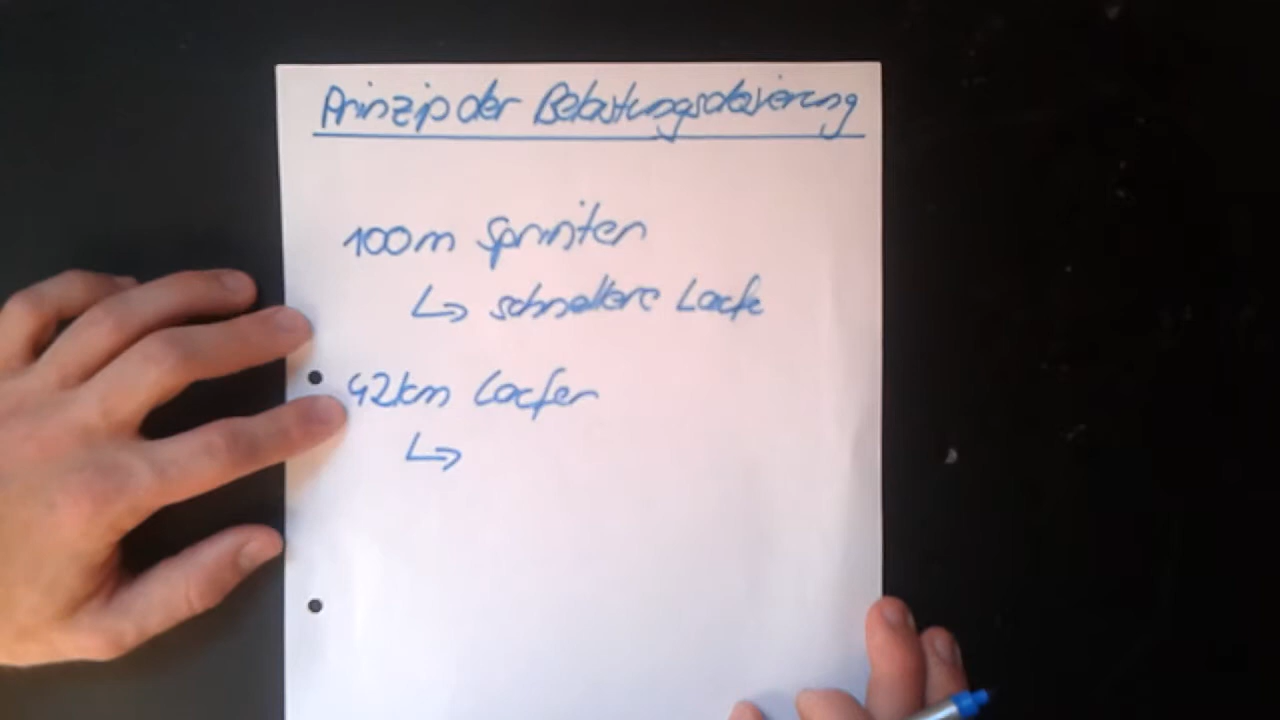 Prinzip der Belastungsdosierung
100m Sprinten
↳ schnellere Läufe
42km Laufen
↳